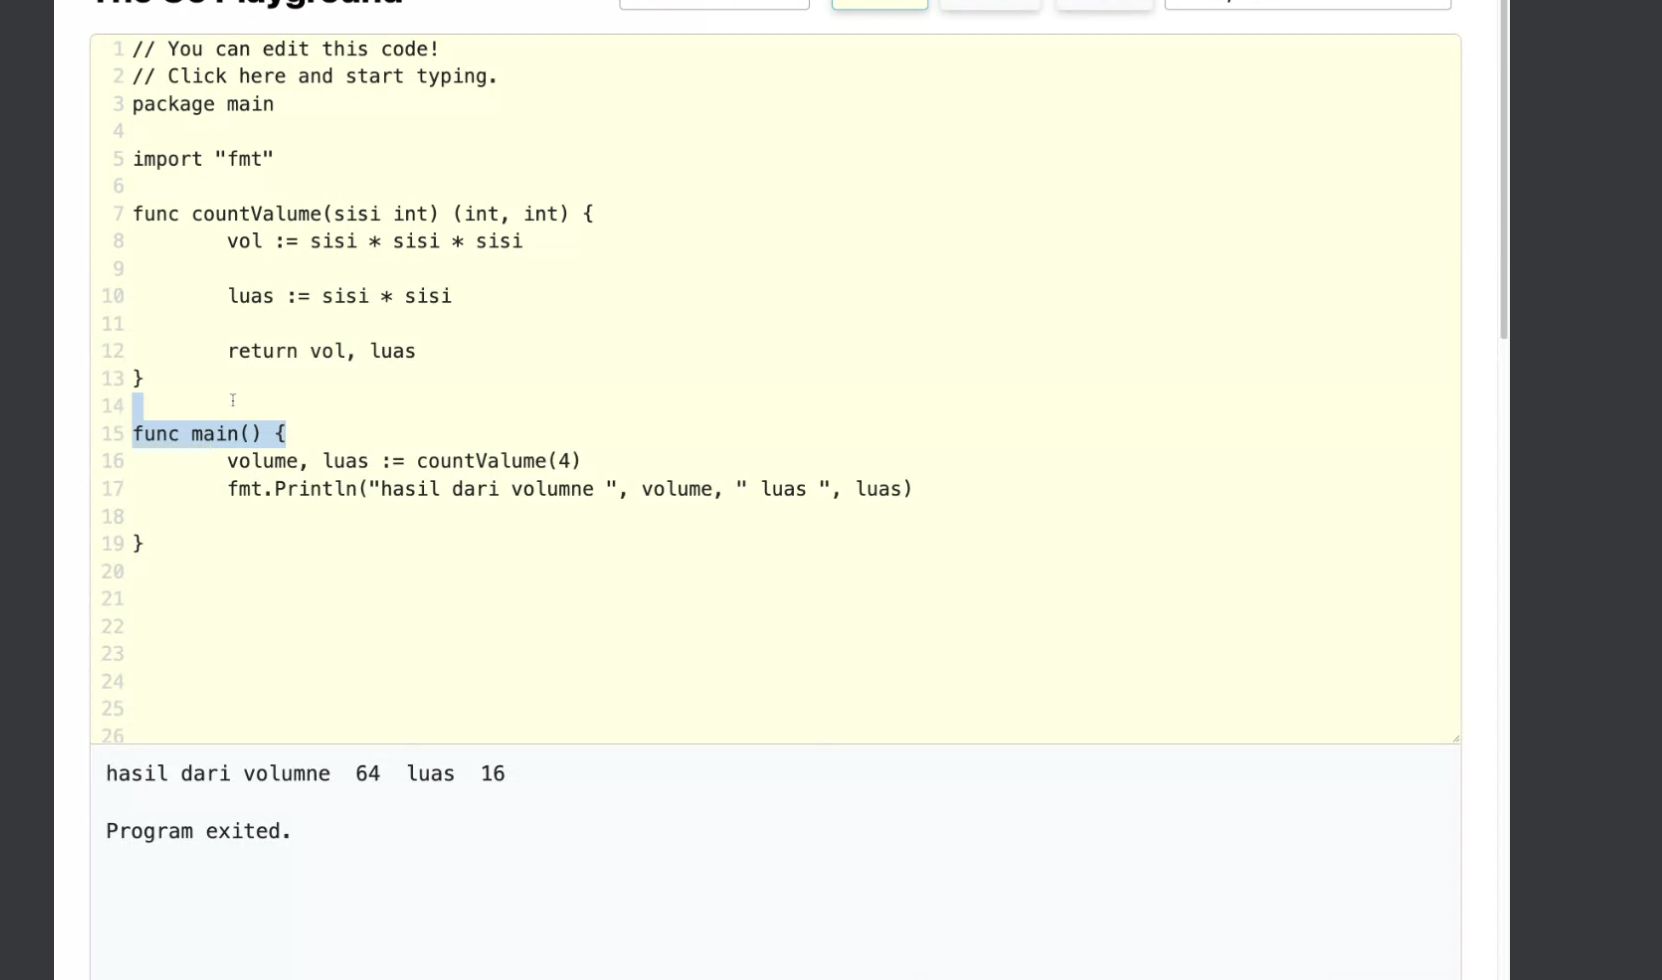 1 // You can edit this code!
2 // Click here and start typing.
3 package main
4
5 import "fmt"
6
7 func countValume(sisi int) (int, int) {
8 vol := sisi * sisi * sisi
9
10 luas := sisi * sisi
11
12 return vol, luas
13 }
14
15 func main() {
16 volume, luas := countValume(4)
17 fmt.Println("hasil dari volumne ", volume, " luas ", luas)
18
19 }
20
21
22
23
24
25
26
hasil dari volumne  64  luas  16
Program exited.